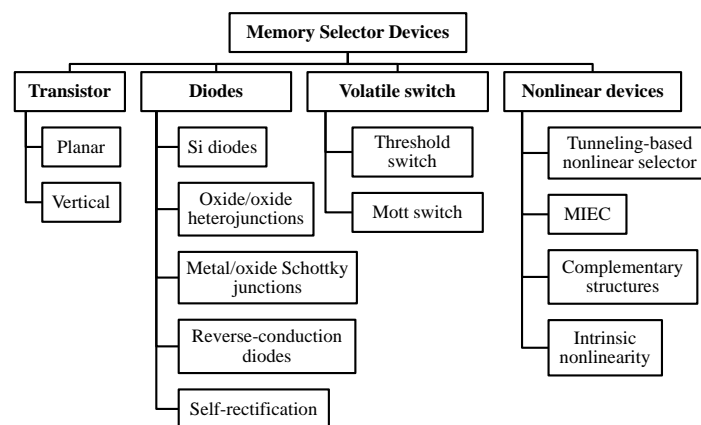 Memory Selector Devices
Transistor
Planar
Vertical
Diodes
Si diodes
Oxide/oxide
heterojunctions
Metal/oxide Schottky
junctions
Reverse-conduction
diodes
Self-rectification
Volatile switch
Threshold
switch
Mott switch
Nonlinear devices
Tunneling-based
nonlinear selector
MIEC
Complementary
structures
Intrinsic
nonlinearity